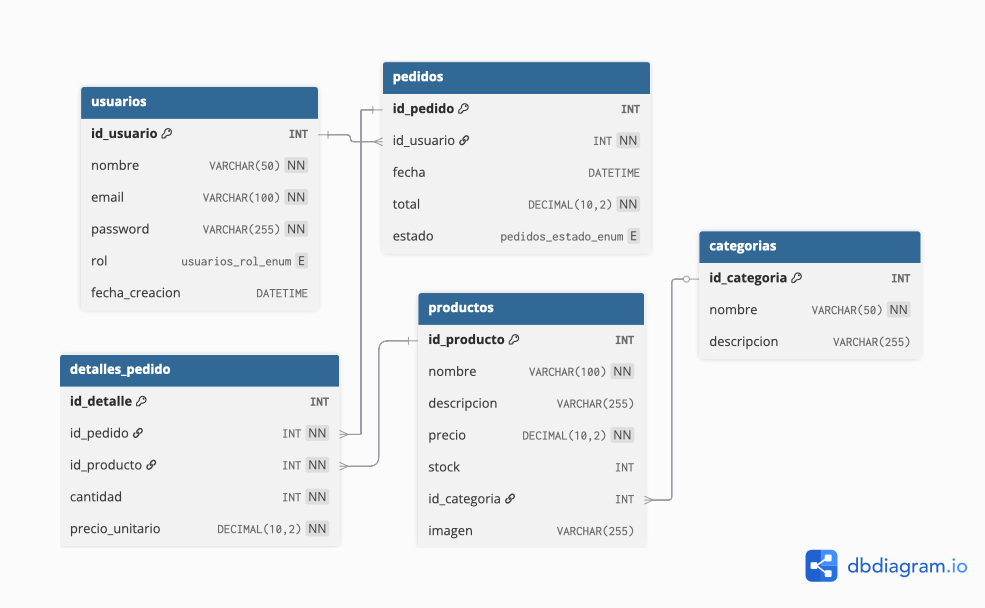 usuarios
id_usuario INT
nombre VARCHAR(50) NN
email VARCHAR(100) NN
password VARCHAR(255) NN
rol usuarios_rol_enum E
fecha_creacion DATETIME
pedidos
id_pedido INT
id_usuario INT NN
fecha DATETIME
total DECIMAL(10,2) NN
estado pedidos_estado_enum E
categorias
id_categoria INT
nombre VARCHAR(50) NN
descripcion VARCHAR(255)
productos
id_producto INT
nombre VARCHAR(100) NN
descripcion VARCHAR(255)
precio DECIMAL(10,2) NN
stock INT
id_categoria INT
imagen VARCHAR(255)
detalles_pedido
id_detalle INT
id_pedido INT NN
id_producto INT NN
cantidad INT NN
precio_unitario DECIMAL(10,2) NN
dbdiagram.io